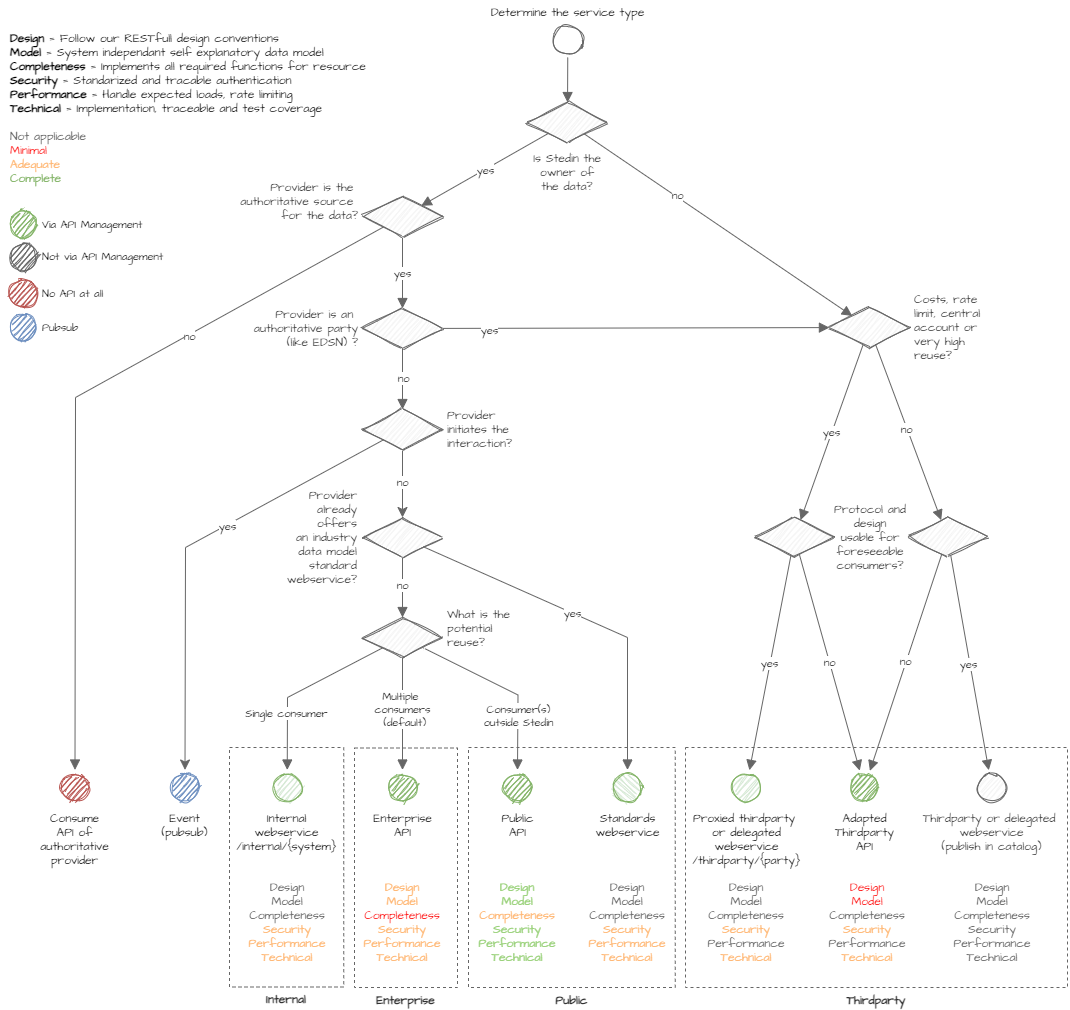 Determine the service type
Design - Follow our RESTfull design conventions
Model - System independant self explanatory data model
Completeness - Implements all required functions for resource
Security - Standarized and tracable authentication
Performance - Handle expected loads, rate limiting
Technical - Implementation, traceable and test coverage
Not applicable
Minimal
Adequate
Complete
Via API Management
Not via API Management
No API at all
Pubsub
Is Stedin the
owner of
the data?
yes
no
Provider is the
authoritative source
for the data?
yes
no
Provider is an
authoritative party
(like EDSN) ?
yes
no
Costs, rate
limit, central
account or
very high
reuse?
yes
no
Provider
initiates the
interaction?
no
yes
Provider
already
offers
an industry
data model
standard
webservice?
no
yes
Protocol and
design
usable for
foreseeable
consumers?
yes
no
no
yes
What is the
potential
reuse?
Single consumer
Multiple
consumers
(default)
Consumer(s)
outside Stedin
Consume
API of
authoritative
provider
Event
(pubsub)
Internal
webservice
/internal/{system}
Enterprise
API
Public
API
Standards
webservice
Proxied thirdparty
or delegated
webservice
/thirdparty/{party}
Adapted
Thirdparty
API
Thirdparty or delegated
webservice
(publish in catalog)
Design
Model
Completeness
Security
Performance
Technical
Design
Model
Completeness
Security
Performance
Technical
Design
Model
Completeness
Security
Performance
Technical
Design
Model
Completeness
Security
Performance
Technical
Design
Model
Completeness
Security
Performance
Technical
Design
Model
Completeness
Security
Performance
Technical
Design
Model
Completeness
Security
Performance
Technical
Internal
Enterprise
Public
Thirdparty